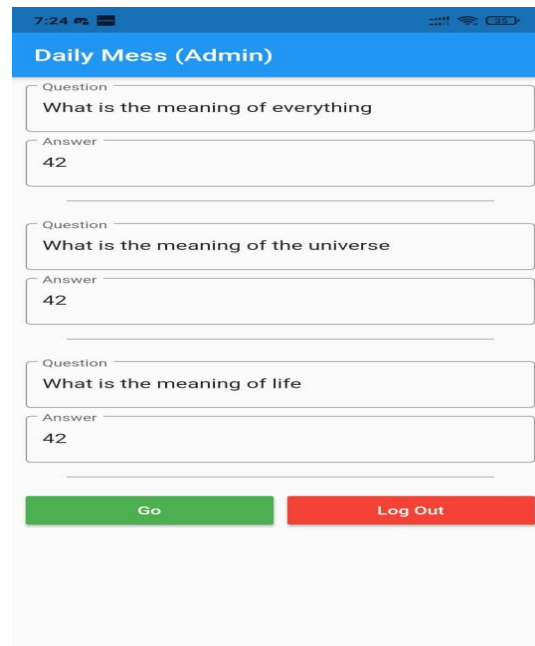 7:24
35
Daily Mess (Admin)
Question
What is the meaning of everything
Answer
42
Question
What is the meaning of the universe
Answer
42
Question
What is the meaning of life
Answer
42
Go Log Out